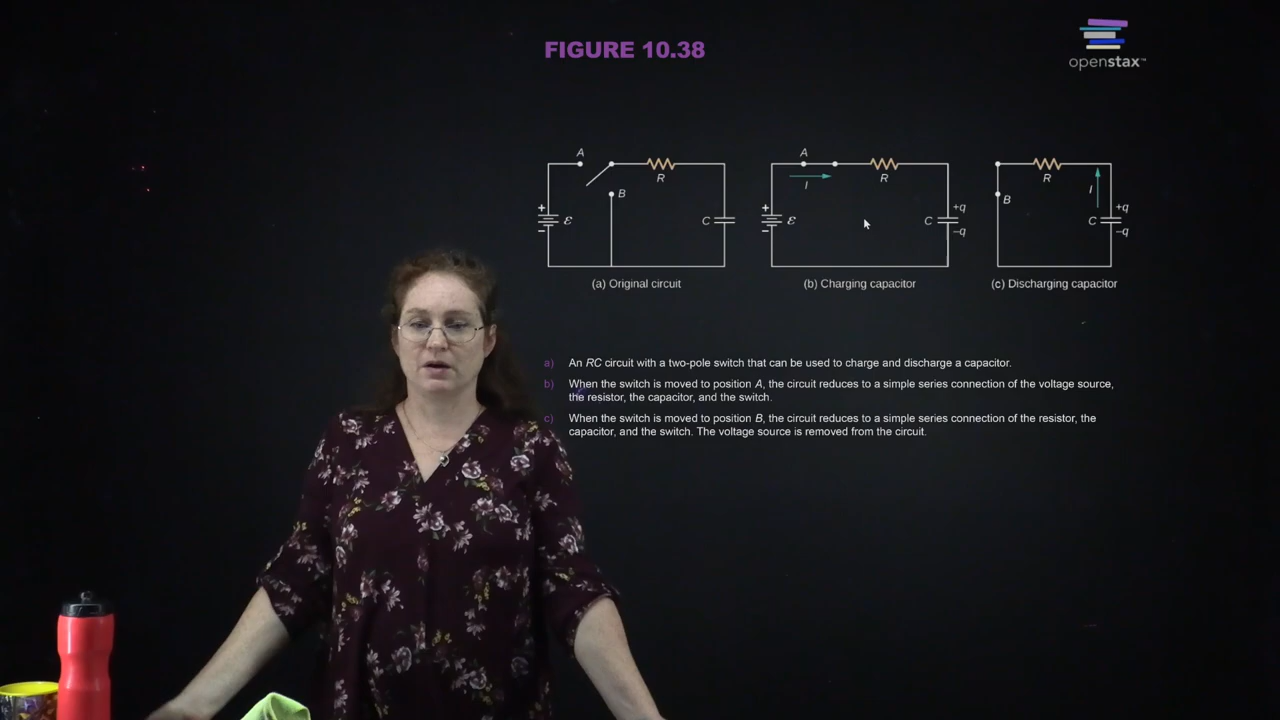 FIGURE 10.38
openstax™
A
R
B
+
ε
-
C
(a) Original circuit
A
I
R
+
ε
-
C
+q
–q
(b) Charging capacitor
R
B
I
C
+q
–q
(c) Discharging capacitor
a) An RC circuit with a two-pole switch that can be used to charge and discharge a capacitor.
b) When the switch is moved to position A, the circuit reduces to a simple series connection of the voltage source,
the resistor, the capacitor, and the switch.
c) When the switch is moved to position B, the circuit reduces to a simple series connection of the resistor, the
capacitor, and the switch. The voltage source is removed from the circuit.